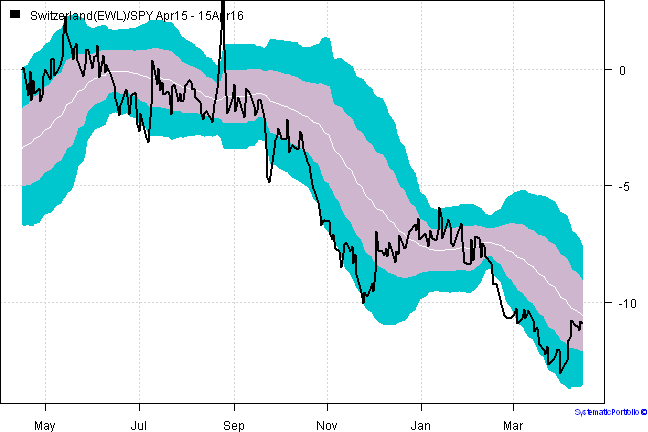 Switzerland(EWL)/SPY Apr15 - 15Apr16
0
-5
-10
May Jul Sep Nov Jan Mar
SystematicPortfolio ©